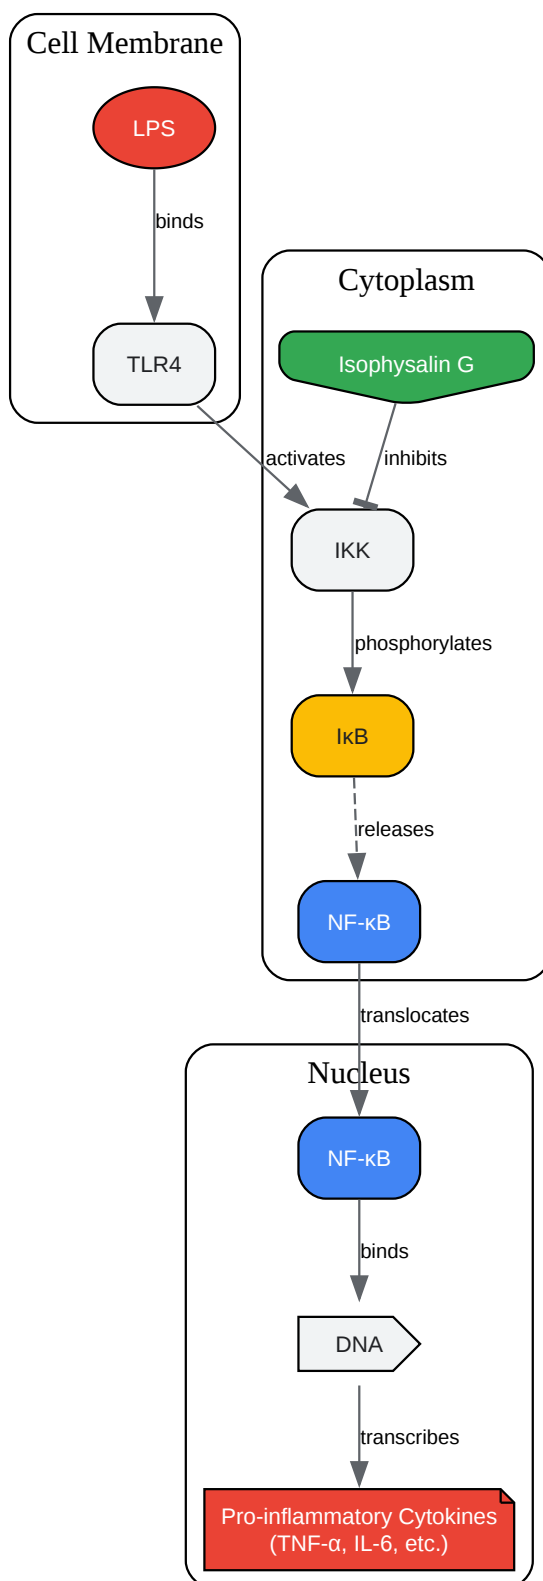 Cell Membrane
LPS
binds
TLR4
Cytoplasm
Isophysalin G
activates
inhibits
IKK
phosphorylates
IκB
releases
NF-κB
translocates
Nucleus
NF-κB
binds
DNA
transcribes
Pro-inflammatory Cytokines
(TNF-α, IL-6, etc.)